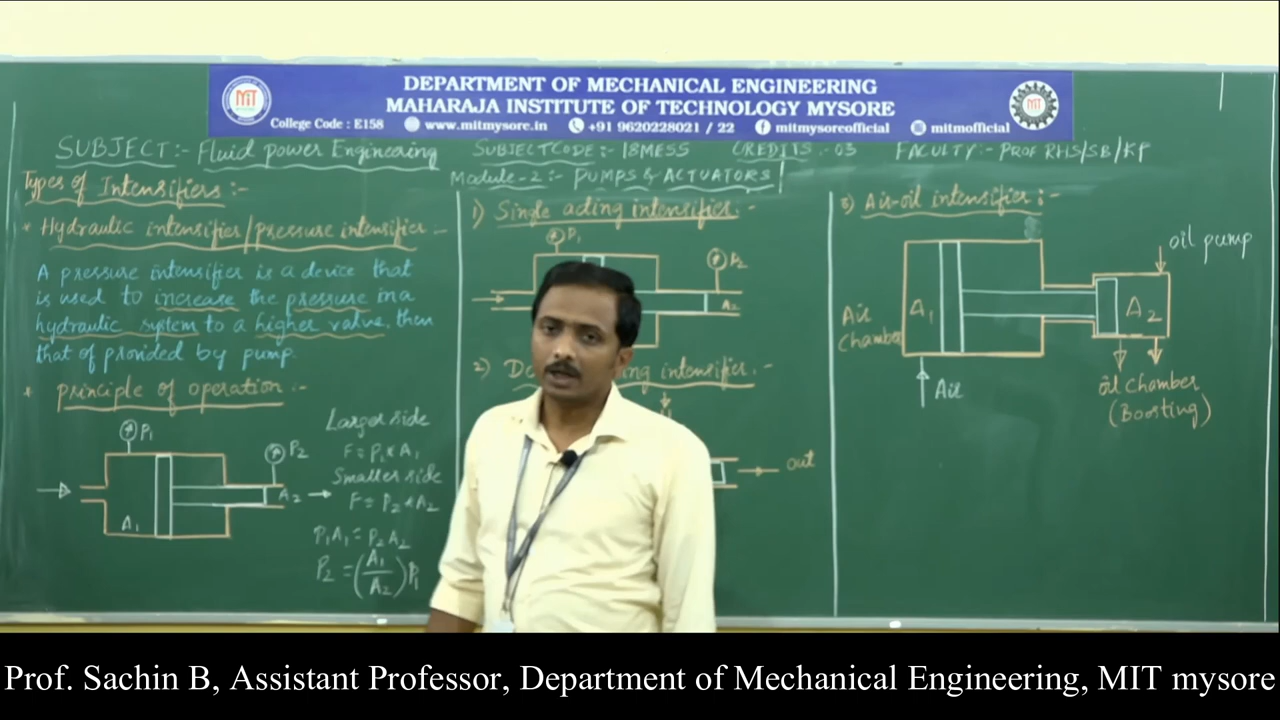 DEPARTMENT OF MECHANICAL ENGINEERING
MAHARAJA INSTITUTE OF TECHNOLOGY MYSORE
College Code : E158 www.mitmysore.in +91 9620228021 / 22 mitmysoreofficial mitmofficial
MIT
MIT
SUBJECT:- Fluid power Engineering SUBJECT CODE:- 18ME55 CREDITS:-03 FACULTY:- PROF RHS/SB/KP
Module-2:- PUMPS & ACTUATORS
Types of Intensifiers:-
* Hydraulic intensifier/pressure intensifier:-
A pressure intensifier is a device that
is used to increase the pressure in a
hydraulic system to a higher valve, then
that of provided by pump.
* principle of operation:-
P1
P2
A1
A2
Larger side
F = P1 x A1
Smaller side
F = P2 x A2
P1A1 = P2A2
P2 = (A1/A2)P1
1) Single acting intensifier:-
P1
P2
A2
2) ing intensifier:-
out
3) Air-oil intensifier:-
oil pump
A1
A2
Air
Chamber
Air
oil Chamber
(Boosting)
Prof. Sachin B, Assistant Professor, Department of Mechanical Engineering, MIT mysore